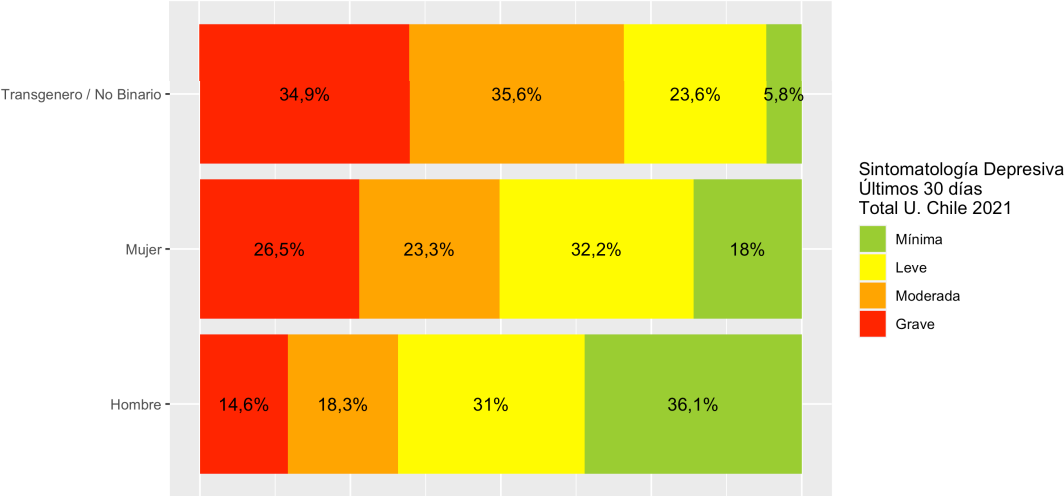 Transgenero / No Binario
34,9%
35,6%
23,6%
5,8%
Mujer
26,5%
23,3%
32,2%
18%
Hombre
14,6%
18,3%
31%
36,1%
Sintomatología Depresiva
Últimos 30 días
Total U. Chile 2021
Mínima
Leve
Moderada
Grave